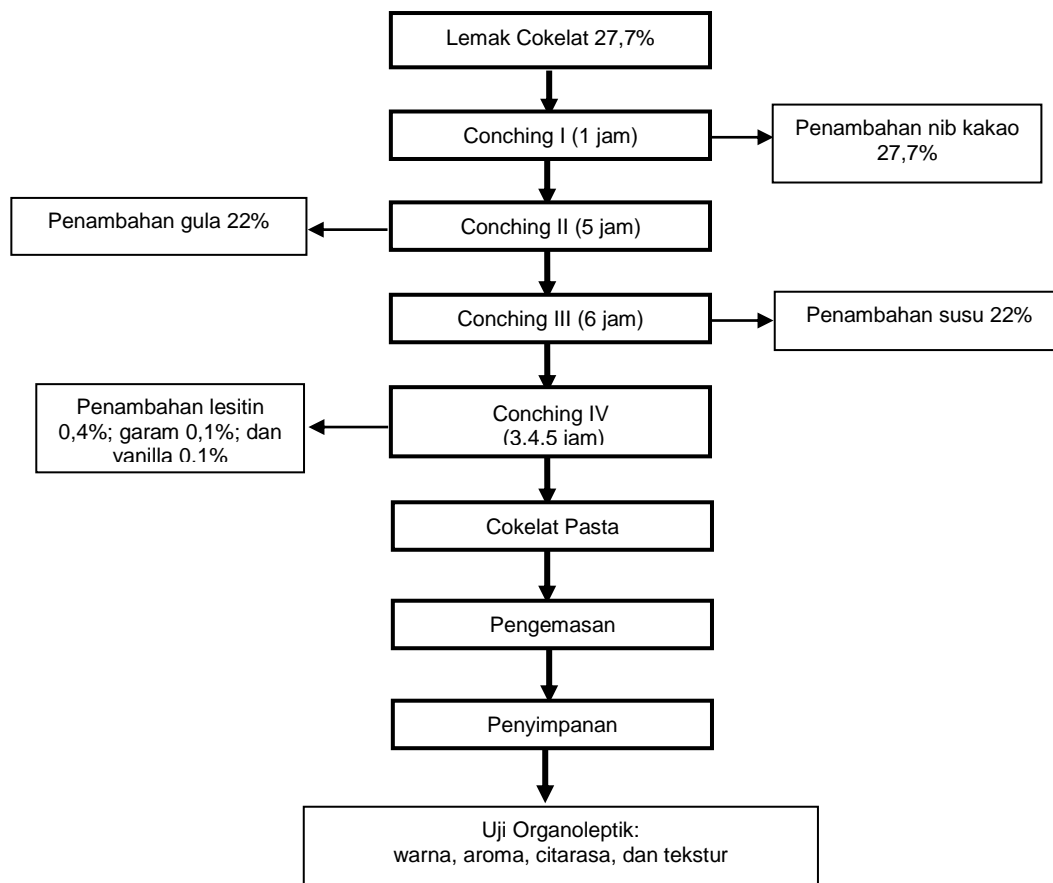 Lemak Cokelat 27,7%
Conching I (1 jam)
Penambahan nib kakao
27,7%
Penambahan gula 22%
Conching II (5 jam)
Conching III (6 jam)
Penambahan susu 22%
Penambahan lesitin
0,4%; garam 0,1%; dan
vanilla 0.1%
Conching IV
(3.4.5 jam)
Cokelat Pasta
Pengemasan
Penyimpanan
Uji Organoleptik:
warna, aroma, citarasa, dan tekstur